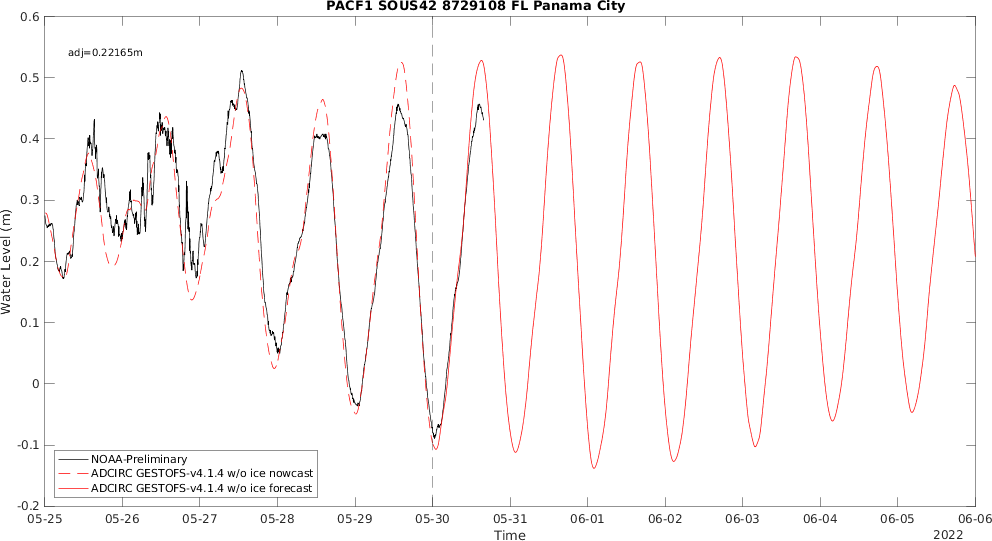 PACF1 SOUS42 8729108 FL Panama City
adj=0.22165m
Water Level (m)
0.6
0.5
0.4
0.3
0.2
0.1
0
-0.1
-0.2
NOAA-Preliminary
ADCIRC GESTOFS-v4.1.4 w/o ice nowcast
ADCIRC GESTOFS-v4.1.4 w/o ice forecast
05-25 05-26 05-27 05-28 05-29 05-30 05-31 06-01 06-02 06-03 06-04 06-05 06-06
Time
2022